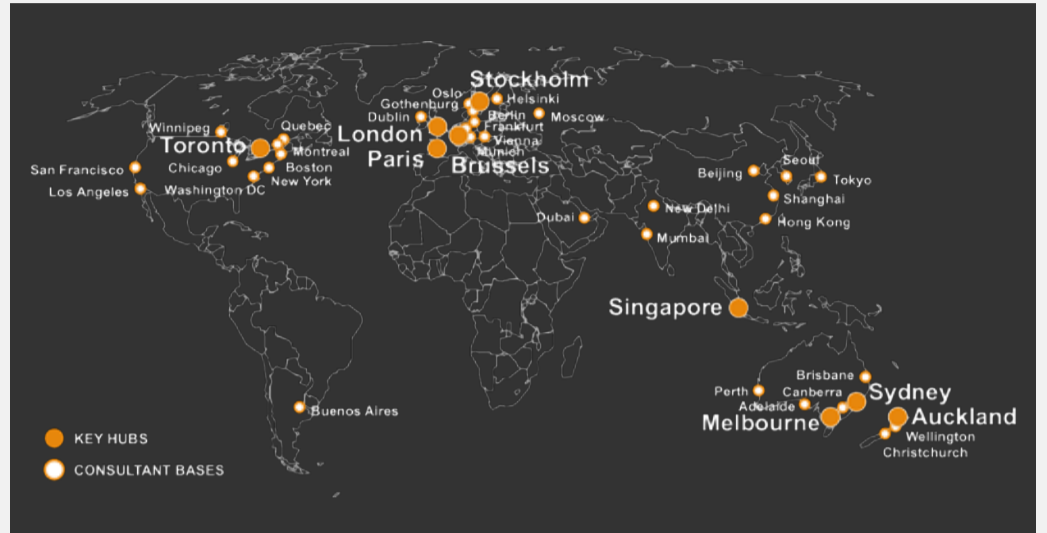 Stockholm
Oslo
Helsinki
Gothenburg
Dublin
Berlin
Moscow
London
Frankfurt
Vienna
Paris
Munich
Brussels
Winnipeg
Quebec
Toronto
Montreal
Chicago
Boston
San Francisco
New York
Los Angeles
Washington DC
Seoul
Beijing
Tokyo
Shanghai
New Delhi
Dubai
Hong Kong
Mumbai
Singapore
Brisbane
Perth
Canberra
Sydney
Adelaide
Buenos Aires
Melbourne
Auckland
Wellington
Christchurch
KEY HUBS
CONSULTANT BASES